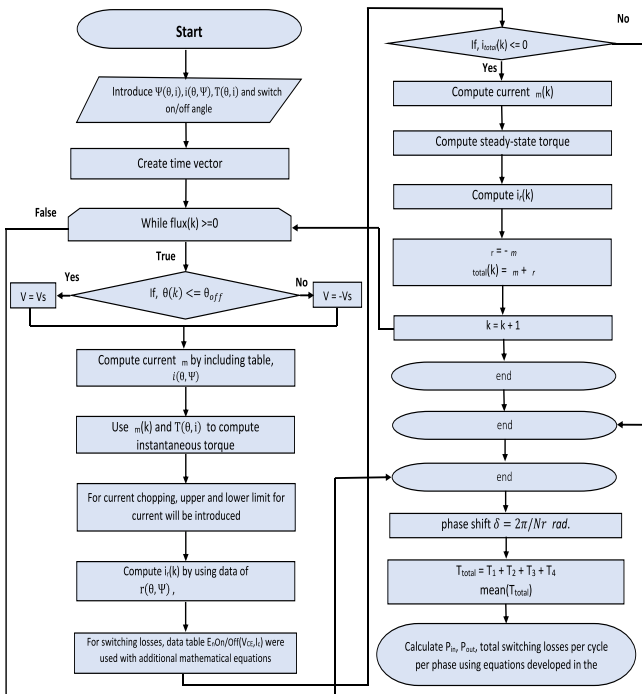 Start
Introduce Ψ(θ, i), i(θ, Ψ), T(θ, i) and switch
on/off angle
Create time vector
False
While flux(k) >=0
True
Yes
If, θ(k) <= θoff
No
V = Vs
V = -Vs
Compute current m by including table,
i(θ, Ψ)
Use m(k) and T(θ, i) to compute
instantaneous torque
For current chopping, upper and lower limit for
current will be introduced
Compute ir(k) by using data of
r(θ, Ψ) ,
For switching losses, data table EnOn/Off(VCE,Ic) were
used with additional mathematical equations
No
If, itotal(k) <= 0
Yes
Compute current m(k)
Compute steady-state torque
Compute ir(k)
r = - m
total(k) = m + r
k = k + 1
end
end
end
phase shift δ = 2π/Nr rad.
Ttotal = T1 + T2 + T3 + T4
mean(Ttotal)
Calculate Pin, Pout, total switching losses per cycle
per phase using equations developed in the